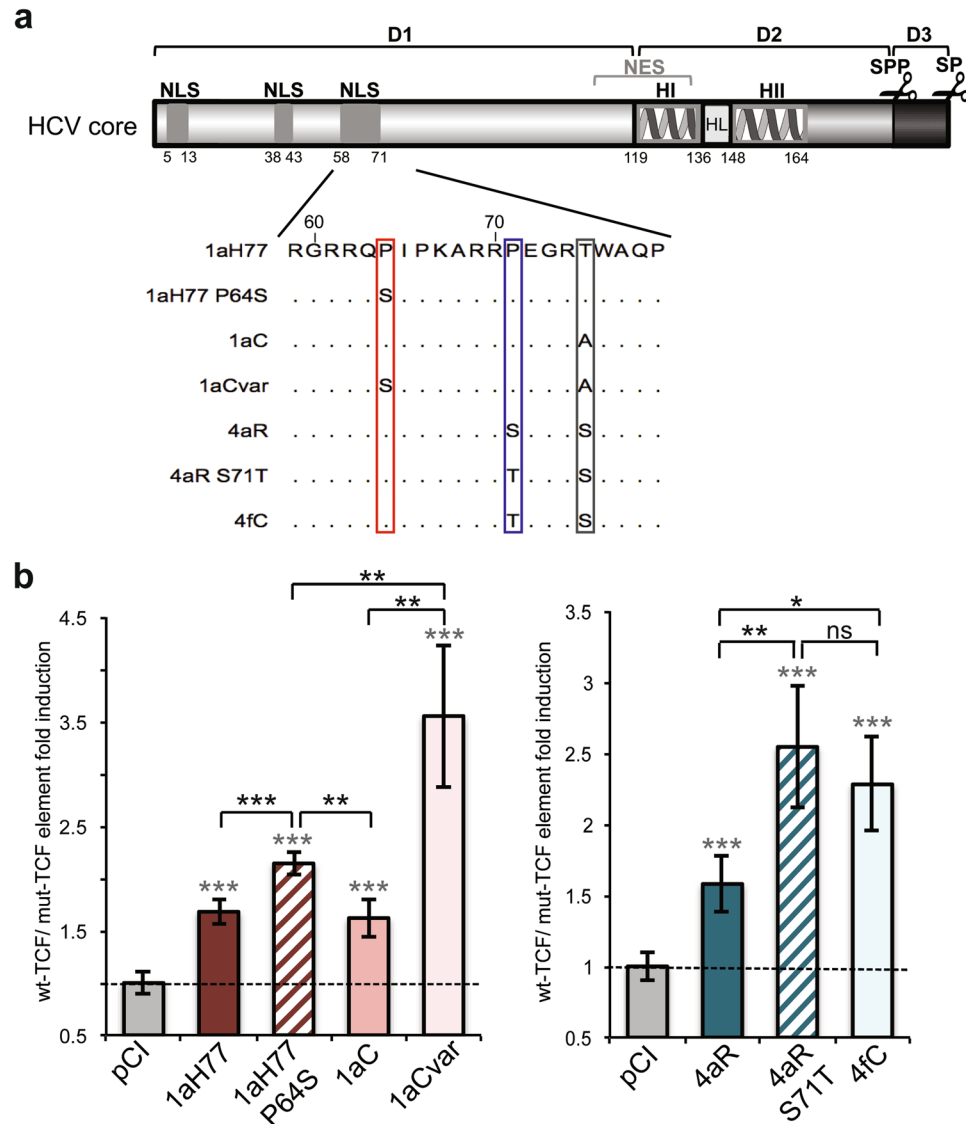 a
D1 D2 D3
NES SPP SP
NLS NLS NLS HI HII
HCV core HL
5 13 38 43 58 71 119 136 148 164
60 70
1aH77 RGRRQPIPKARRPEGRTWAQP
1aH77 P64S .....S...............
1aC ................A....
1aCvar .....S..........A....
4aR ............S...S....
4aR S71T ............T...S....
4fC ............T...S....
b
wt-TCF/ mut-TCF element fold induction
4.5
3.5
2.5
1.5
0.5
**
**
***
*** **
***
*** ***
pCI 1aH77 1aH77 P64S 1aC 1aCvar
wt-TCF/ mut-TCF element fold induction
3.5
3
2.5
2
1.5
1
0.5
*
** ns
***
***
***
pCI 4aR 4aR S71T 4fC